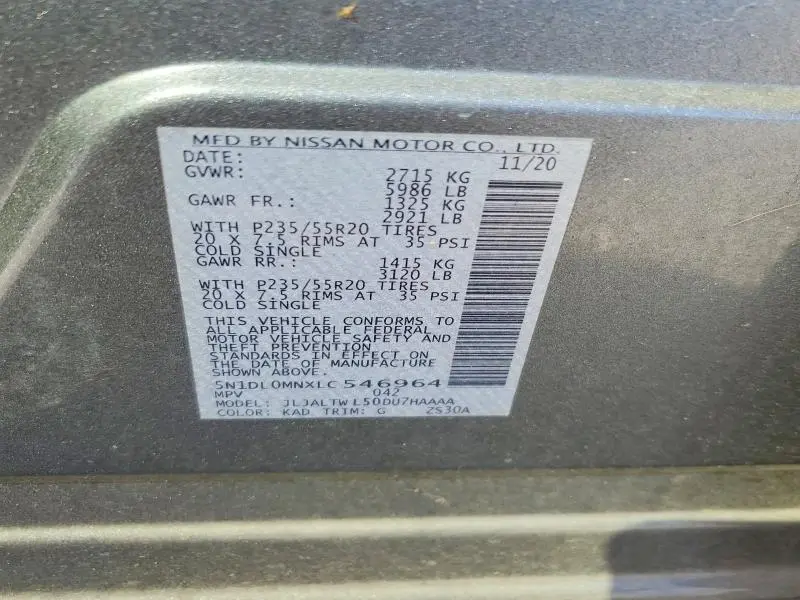 MFD BY NISSAN MOTOR CO., LTD.
DATE: 11/20
GVWR: 2715 KG
5986 LB
GAWR FR.: 1325 KG
2921 LB
WITH P235/55R20 TIRES
20 X 7.5 RIMS AT 35 PSI
COLD SINGLE
GAWR RR.: 1415 KG
3120 LB
WITH P235/55R20 TIRES
20 X 7.5 RIMS AT 35 PSI
COLD SINGLE
THIS VEHICLE CONFORMS TO
ALL APPLICABLE FEDERAL
MOTOR VEHICLE SAFETY AND
THEFT PREVENTION
STANDARDS IN EFFECT ON
THE DATE OF MANUFACTURE
SHOWN ABOVE.
5N1DL0MNXLC546964
MPV 042
MODEL: JLJALTWL50DU7HAAAA
COLOR: KAD TRIM: G ZS30A